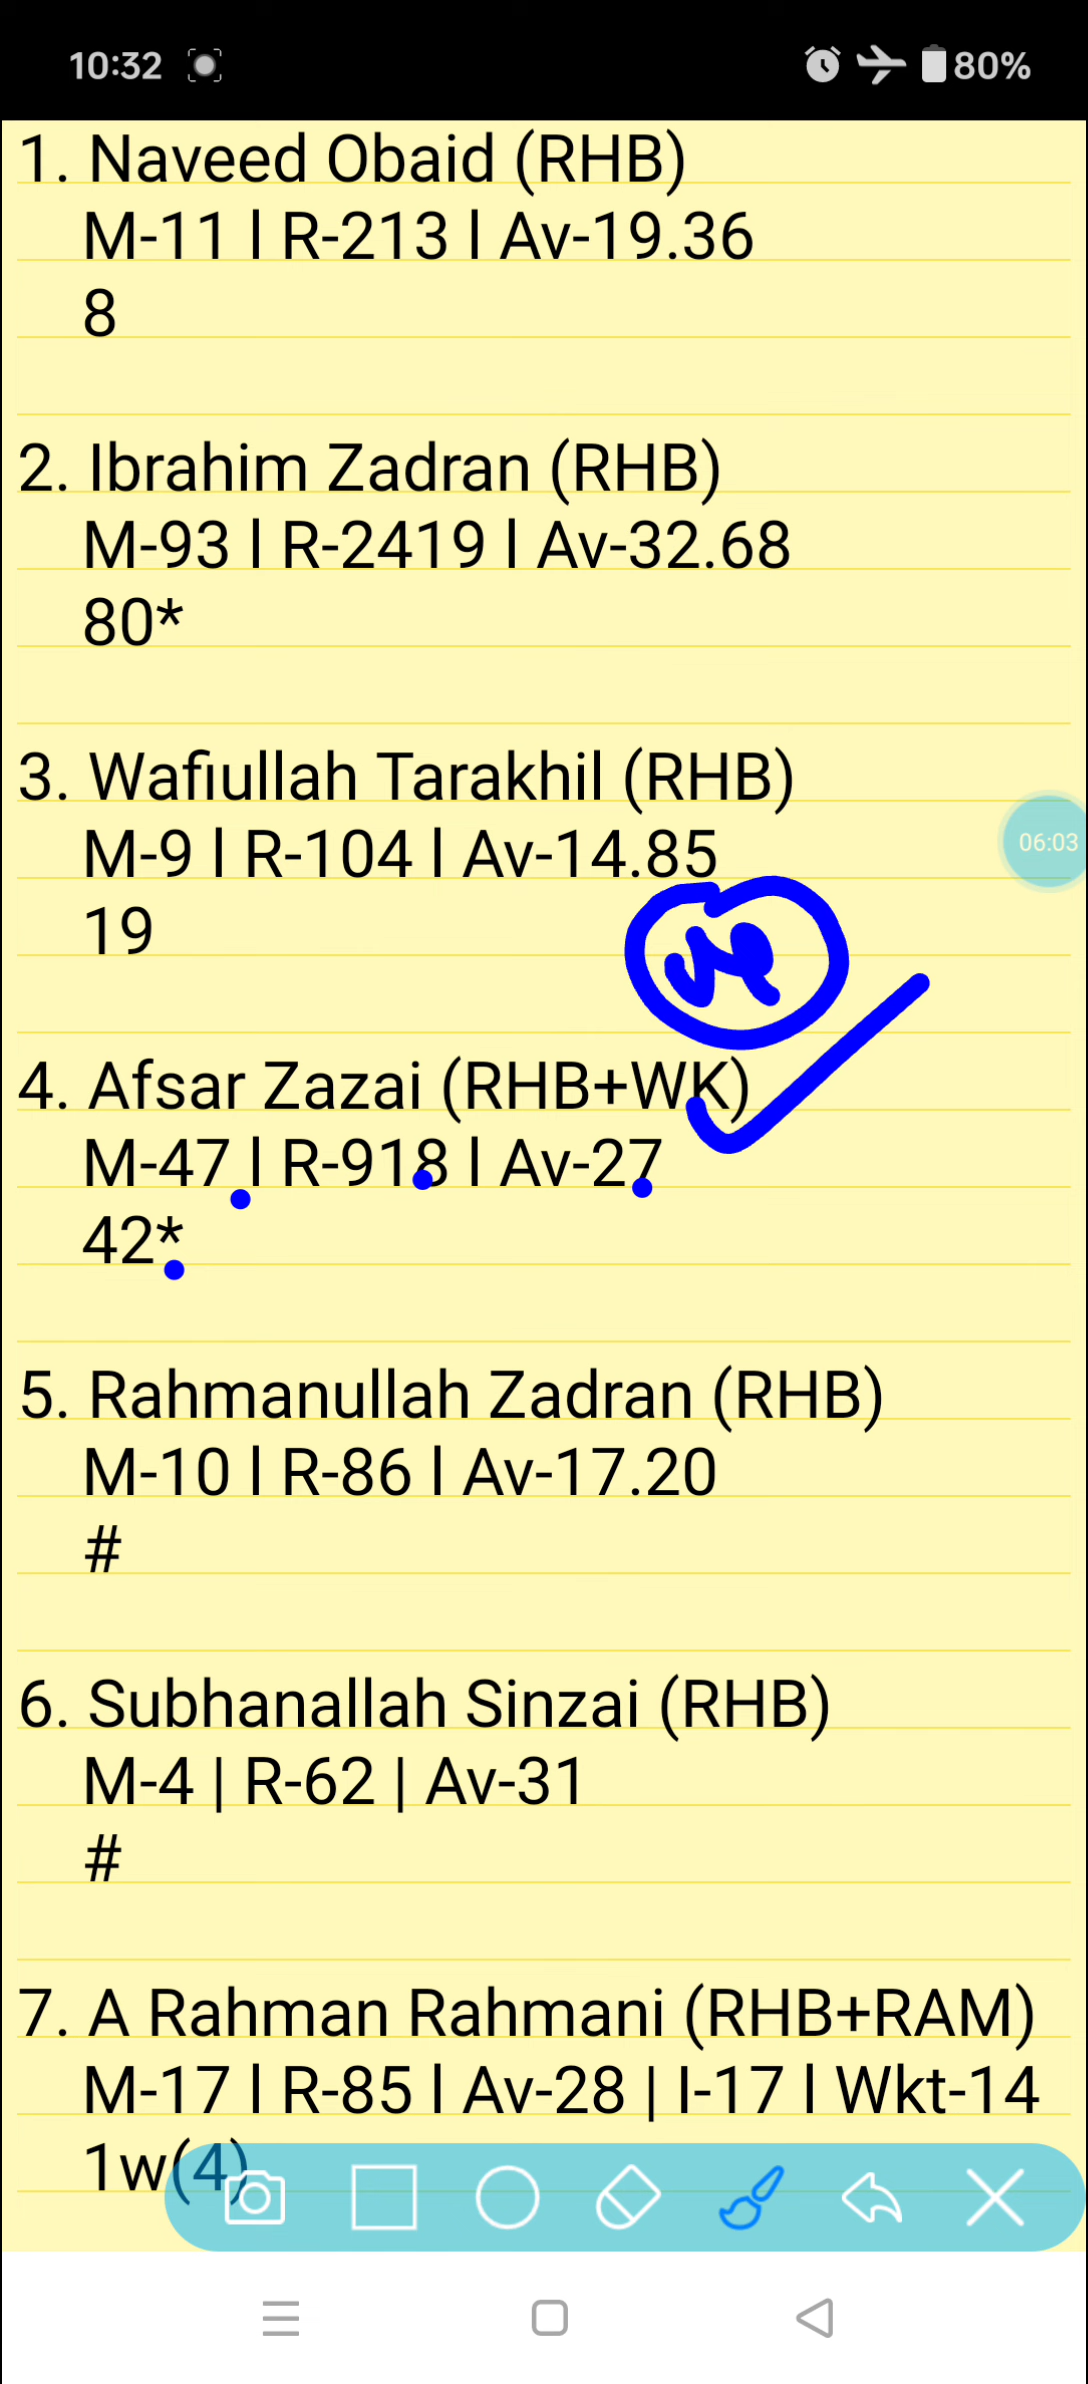 10:32 80%
1. Naveed Obaid (RHB)
M-11 l R-213 l Av-19.36
8
2. Ibrahim Zadran (RHB)
M-93 l R-2419 l Av-32.68
80*
3. Wafiullah Tarakhil (RHB)
M-9 l R-104 l Av-14.85
06:03
19
4. Afsar Zazai (RHB+WK)
M-47 l R-918 l Av-27
42*
5. Rahmanullah Zadran (RHB)
M-10 l R-86 l Av-17.20
#
6. Subhanallah Sinzai (RHB)
M-4 | R-62 | Av-31
#
7. A Rahman Rahmani (RHB+RAM)
M-17 l R-85 l Av-28 | I-17 l Wkt-14
1w(4)